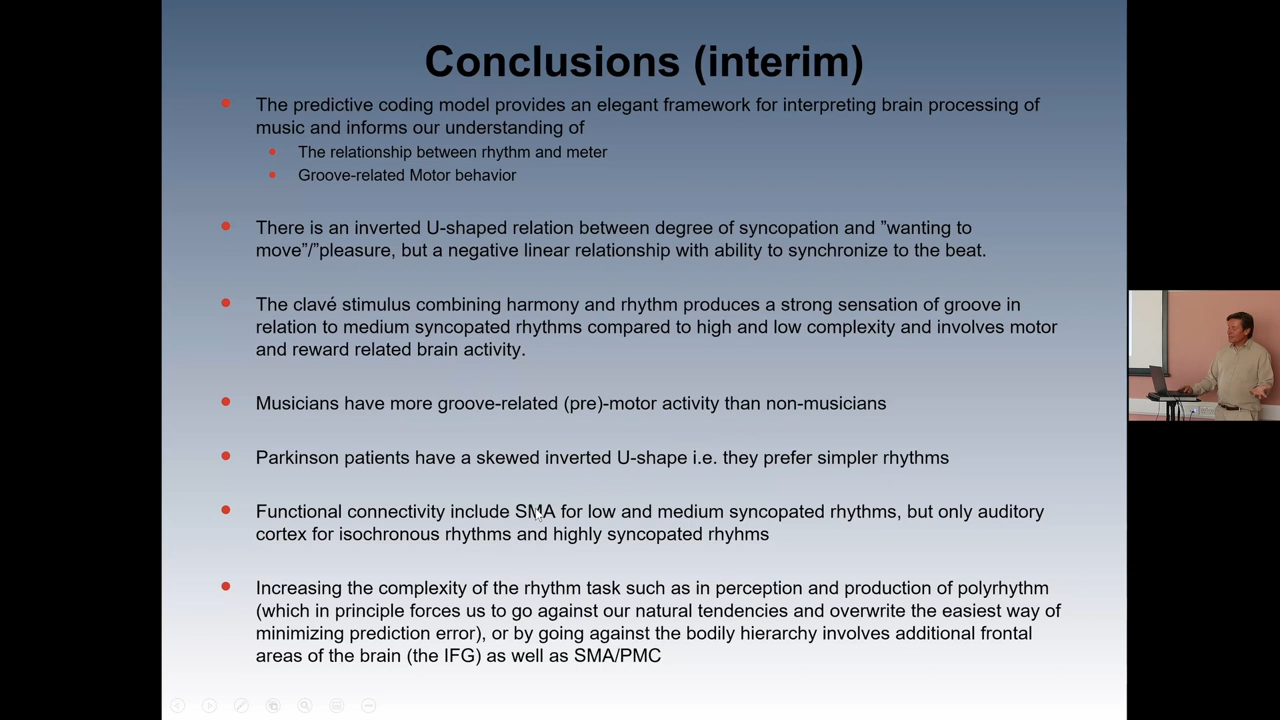 Conclusions (interim)
The predictive coding model provides an elegant framework for interpreting brain processing of
music and informs our understanding of
The relationship between rhythm and meter
Groove-related Motor behavior
There is an inverted U-shaped relation between degree of syncopation and ”wanting to
move”/”pleasure, but a negative linear relationship with ability to synchronize to the beat.
The clavé stimulus combining harmony and rhythm produces a strong sensation of groove in
relation to medium syncopated rhythms compared to high and low complexity and involves motor
and reward related brain activity.
Musicians have more groove-related (pre)-motor activity than non-musicians
Parkinson patients have a skewed inverted U-shape i.e. they prefer simpler rhythms
Functional connectivity include SMA for low and medium syncopated rhythms, but only auditory
cortex for isochronous rhythms and highly syncopated rhyhms
Increasing the complexity of the rhythm task such as in perception and production of polyrhythm
(which in principle forces us to go against our natural tendencies and overwrite the easiest way of
minimizing prediction error), or by going against the bodily hierarchy involves additional frontal
areas of the brain (the IFG) as well as SMA/PMC